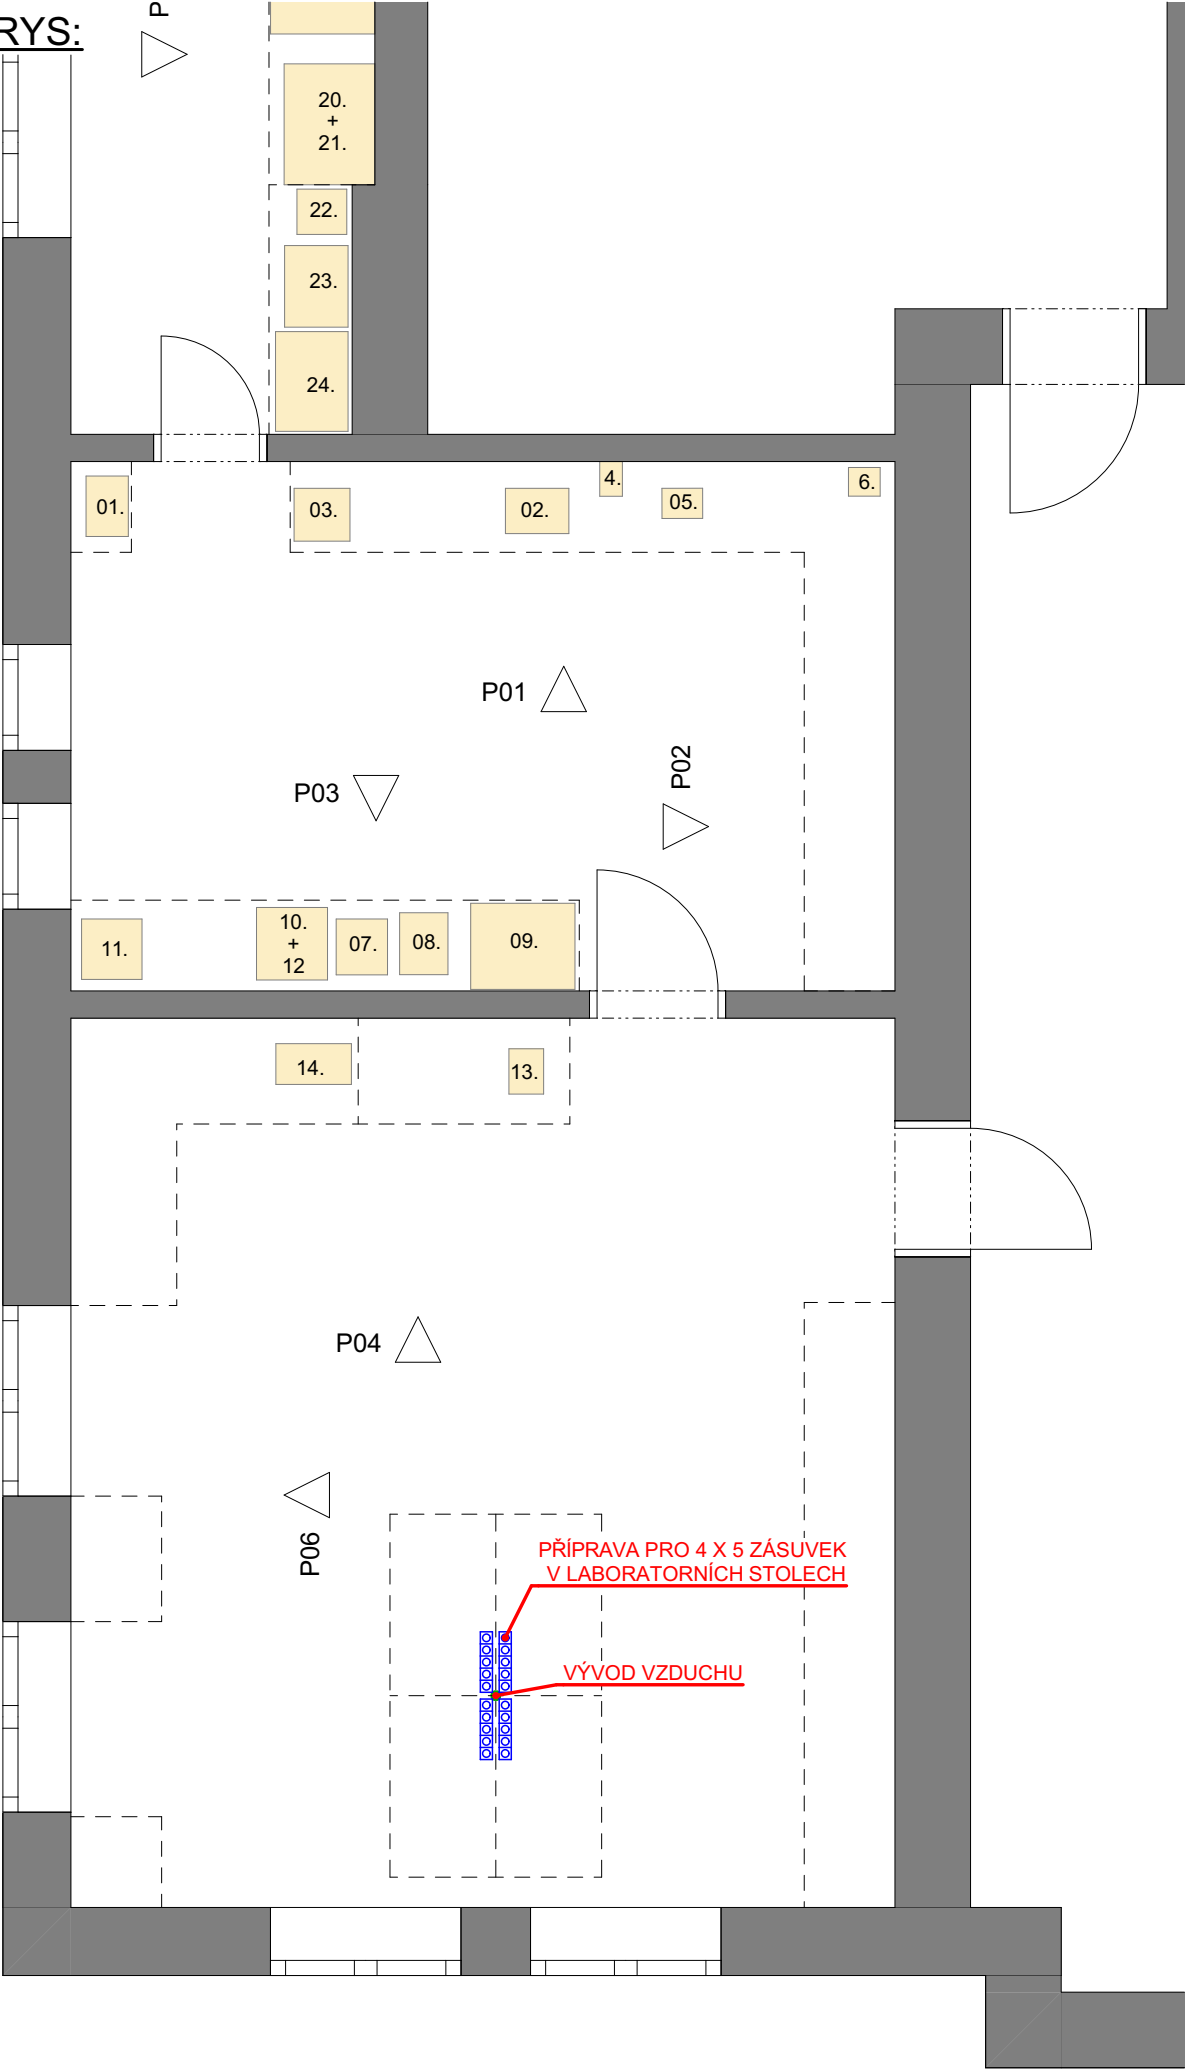 P
RYS:
20.
+
21.
22.
23.
24.
01.
03.
02.
4.
05.
6.
P01
P02
P03
11.
10.
+
12
07.
08.
09.
14.
13.
P04
P06
PŘÍPRAVA PRO 4 X 5 ZÁSUVEK
V LABORATORNÍCH STOLECH
VÝVOD VZDUCHU